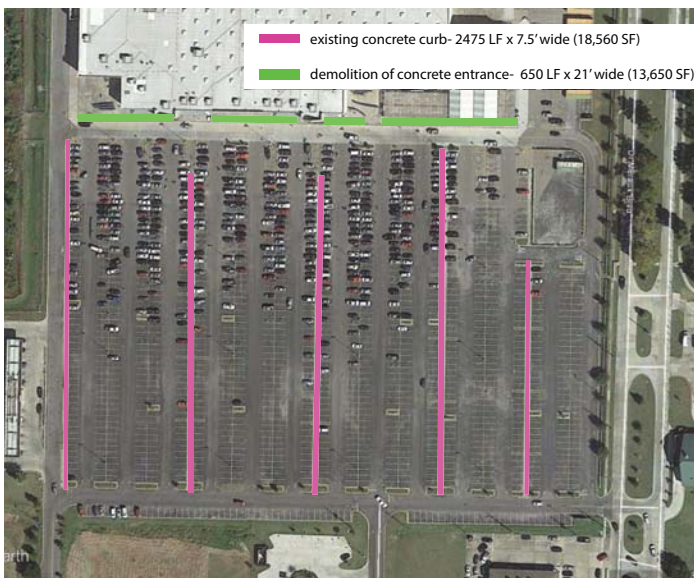 existing concrete curb- 2475 LF x 7.5' wide (18,560 SF)
demolition of concrete entrance- 650 LF x 21' wide (13,650 SF)
arth